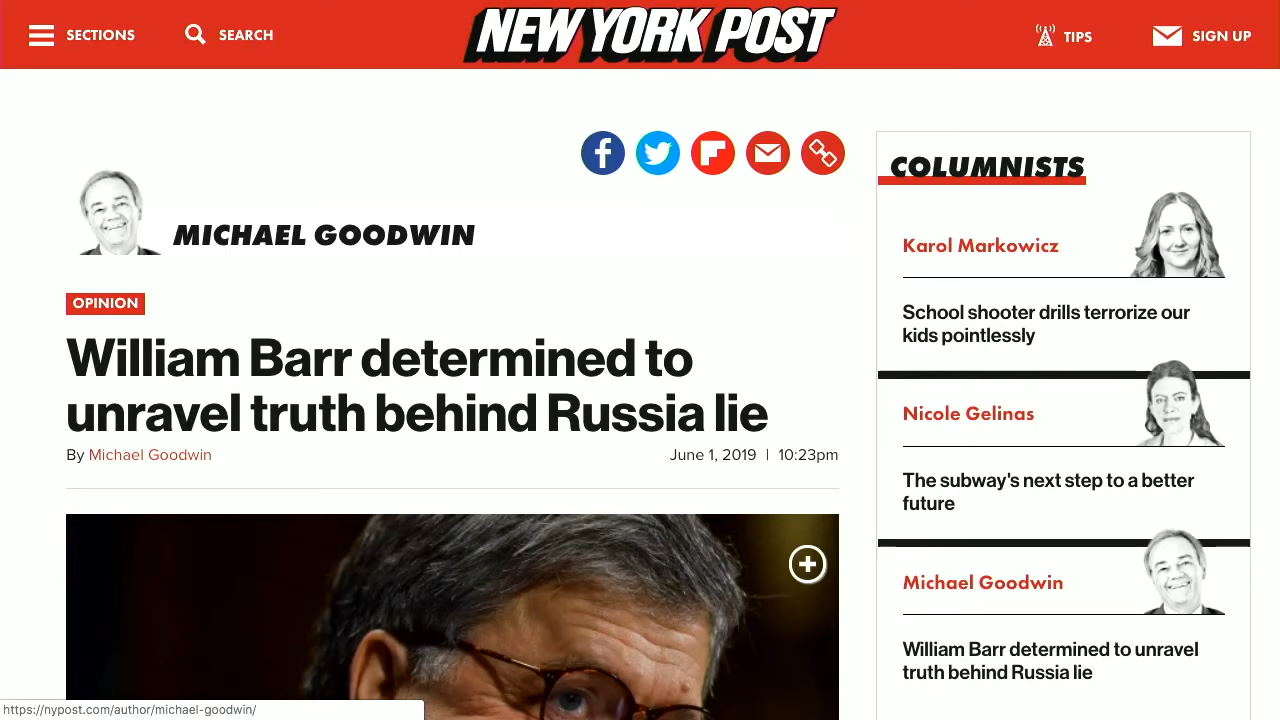 SECTIONS
SEARCH
NEW YORK POST
TIPS
SIGN UP
MICHAEL GOODWIN
OPINION
William Barr determined to
unravel truth behind Russia lie
By Michael Goodwin
June 1, 2019 | 10:23pm
COLUMNISTS
Karol Markowicz
School shooter drills terrorize our
kids pointlessly
Nicole Gelinas
The subway's next step to a better
future
Michael Goodwin
William Barr determined to unravel
truth behind Russia lie
https://nypost.com/author/michael-goodwin/